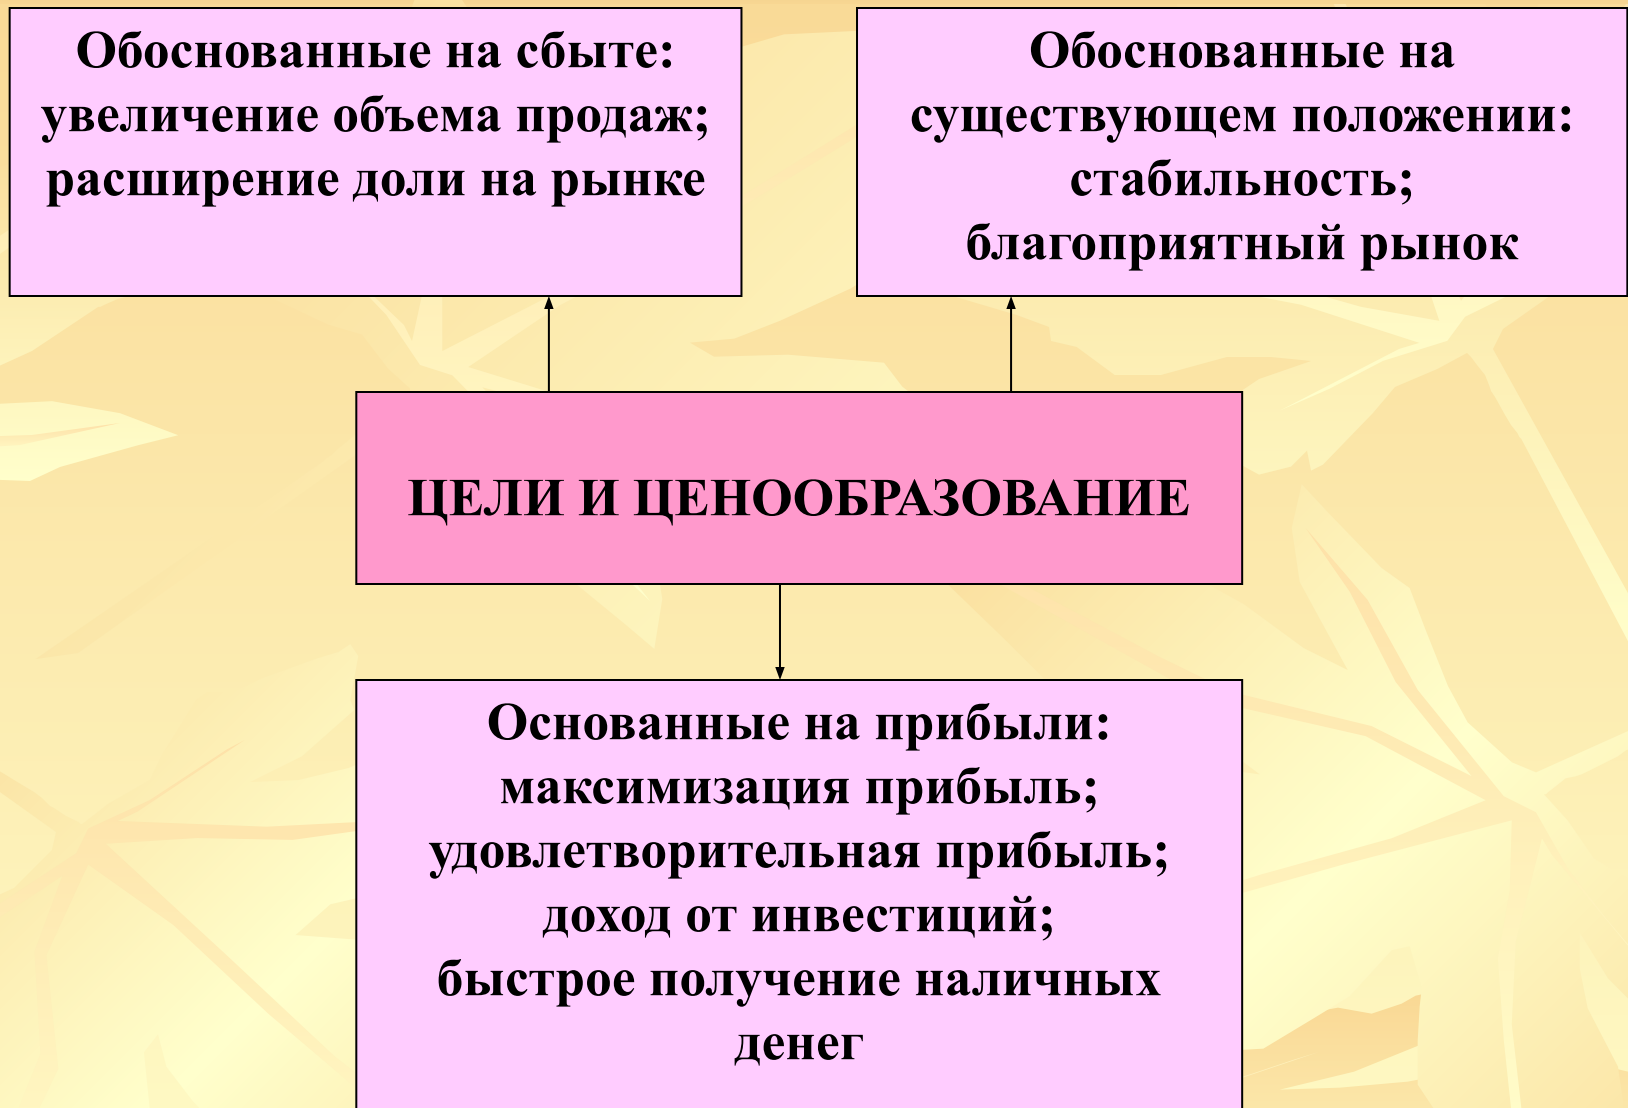 Обоснованные на сбыте:
увеличение объема продаж;
расширение доли на рынке
Обоснованные на
существующем положении:
стабильность;
благоприятный рынок
ЦЕЛИ И ЦЕНООБРАЗОВАНИЕ
Основанные на прибыли:
максимизация прибыль;
удовлетворительная прибыль;
доход от инвестиций;
быстрое получение наличных
денег